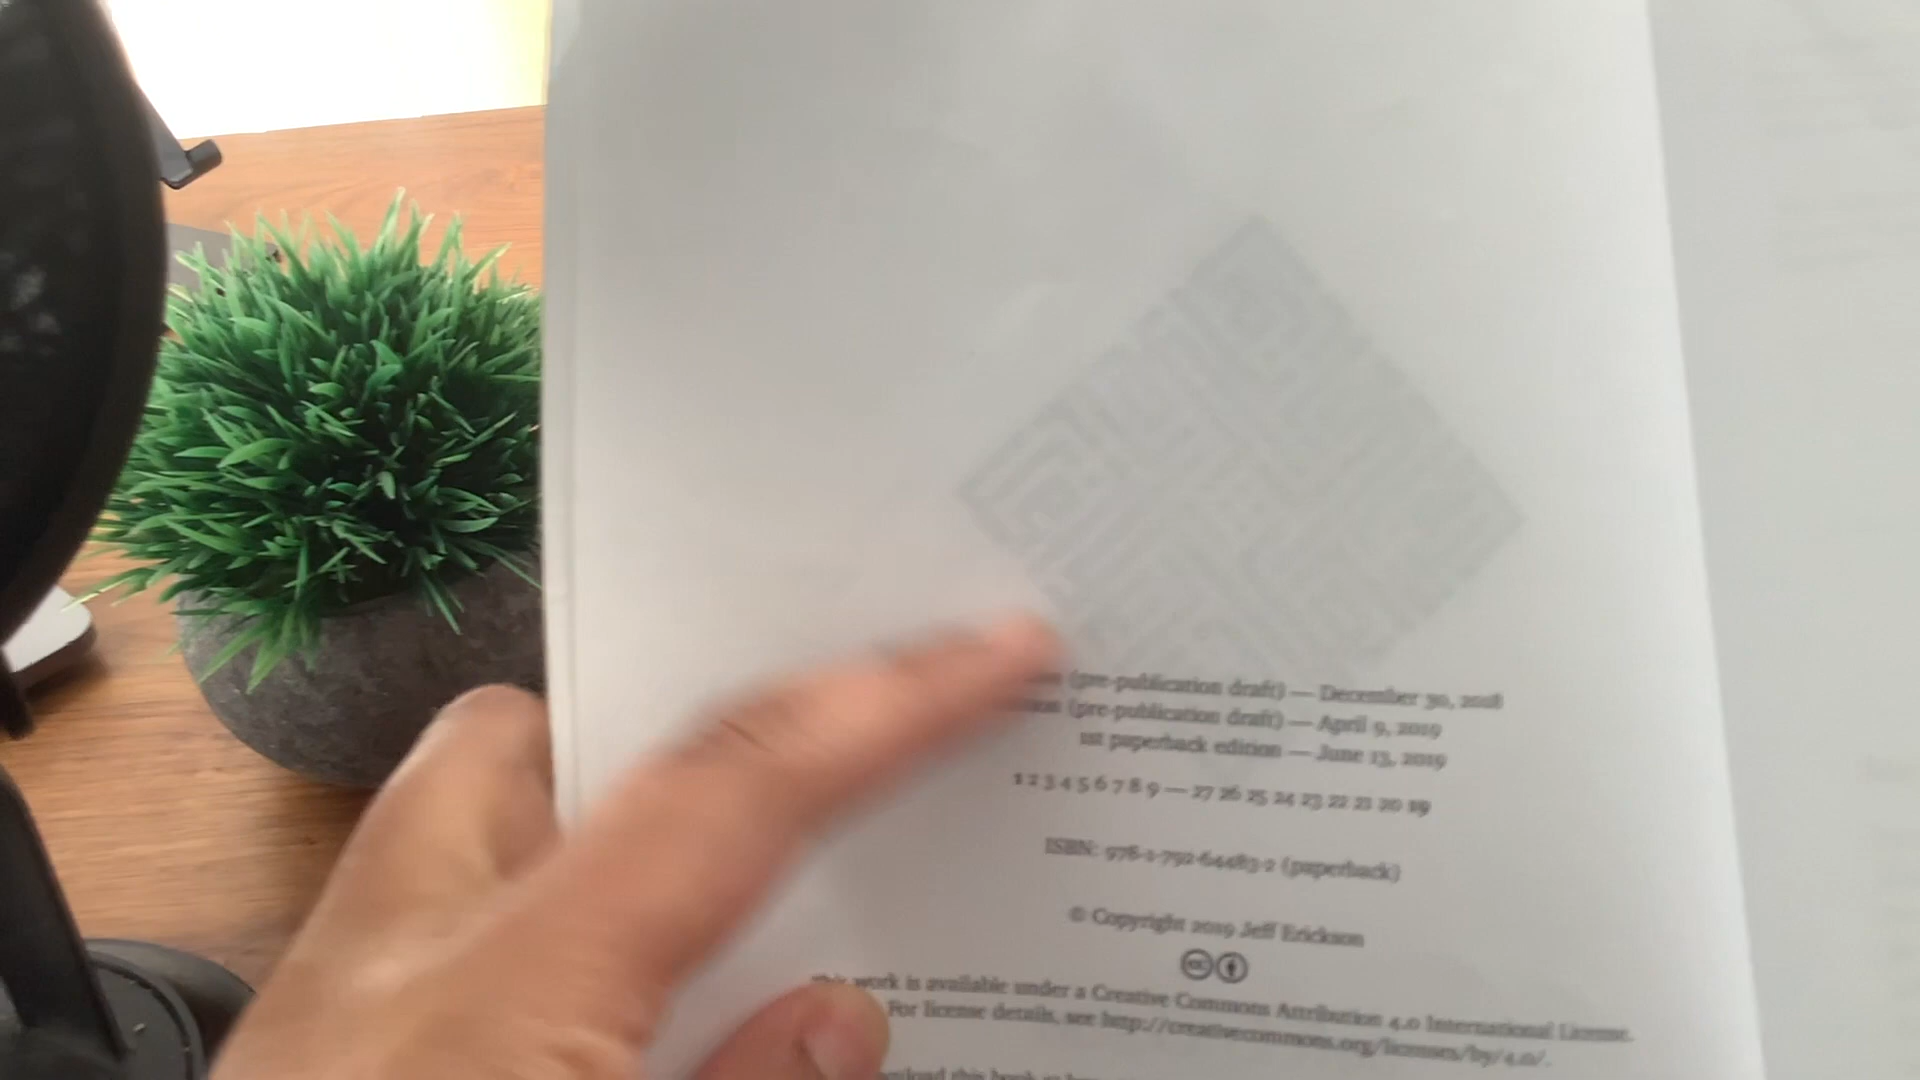 (pre-publication draft) — December 30, 2018
(pre-publication draft) — April 9, 2019
1st paperback edition — June 13, 2019
1 2 3 4 5 6 7 8 9 — 27 26 25 24 23 22 21 20 19
ISBN: 978-1-792-64483-2 (paperback)
© Copyright 2019 Jeff Erickson
This work is available under a Creative Commons Attribution 4.0 International License.
For license details, see http://creativecommons.org/licenses/by/4.0/.
this book